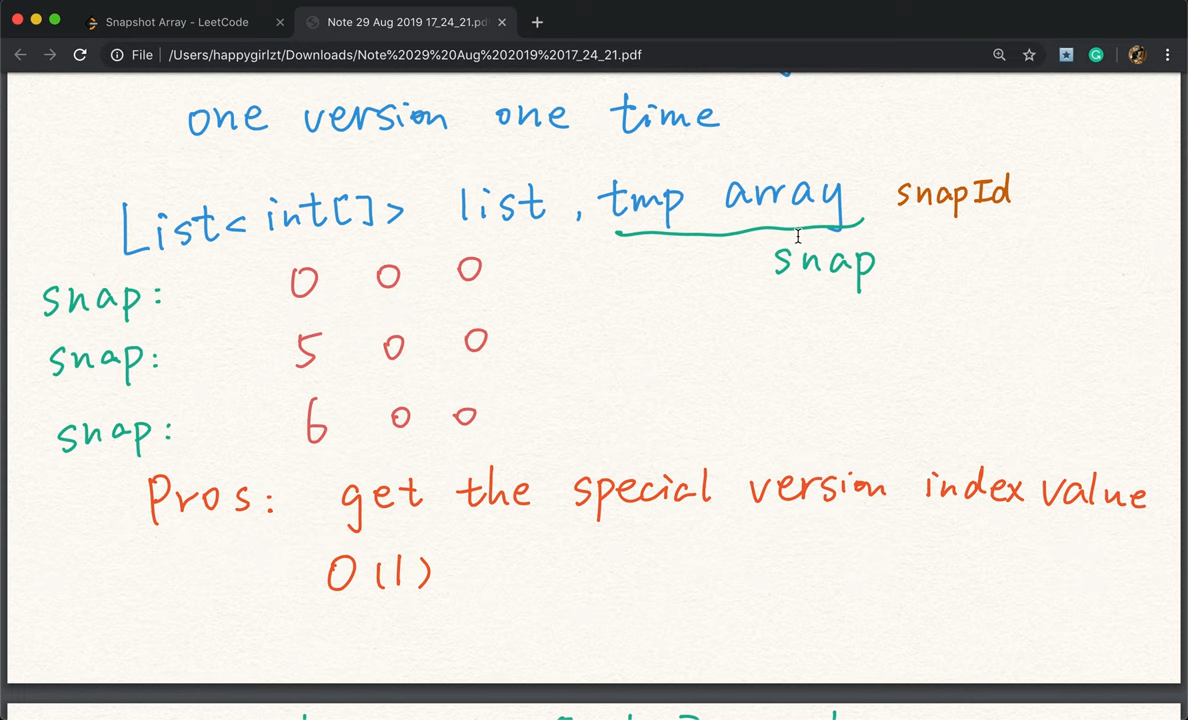 Snapshot Array - LeetCode
Note 29 Aug 2019 17_24_21.pd
File
/Users/happygirlzt/Downloads/Note%2029%20Aug%202019%2017_24_21.pdf
one version one time
List<int[]> list, tmp array snapId
snap
snap: 0 0 0
snap: 5 0 0
snap: 6 0 0
Pros: get the special version index value
O(1)